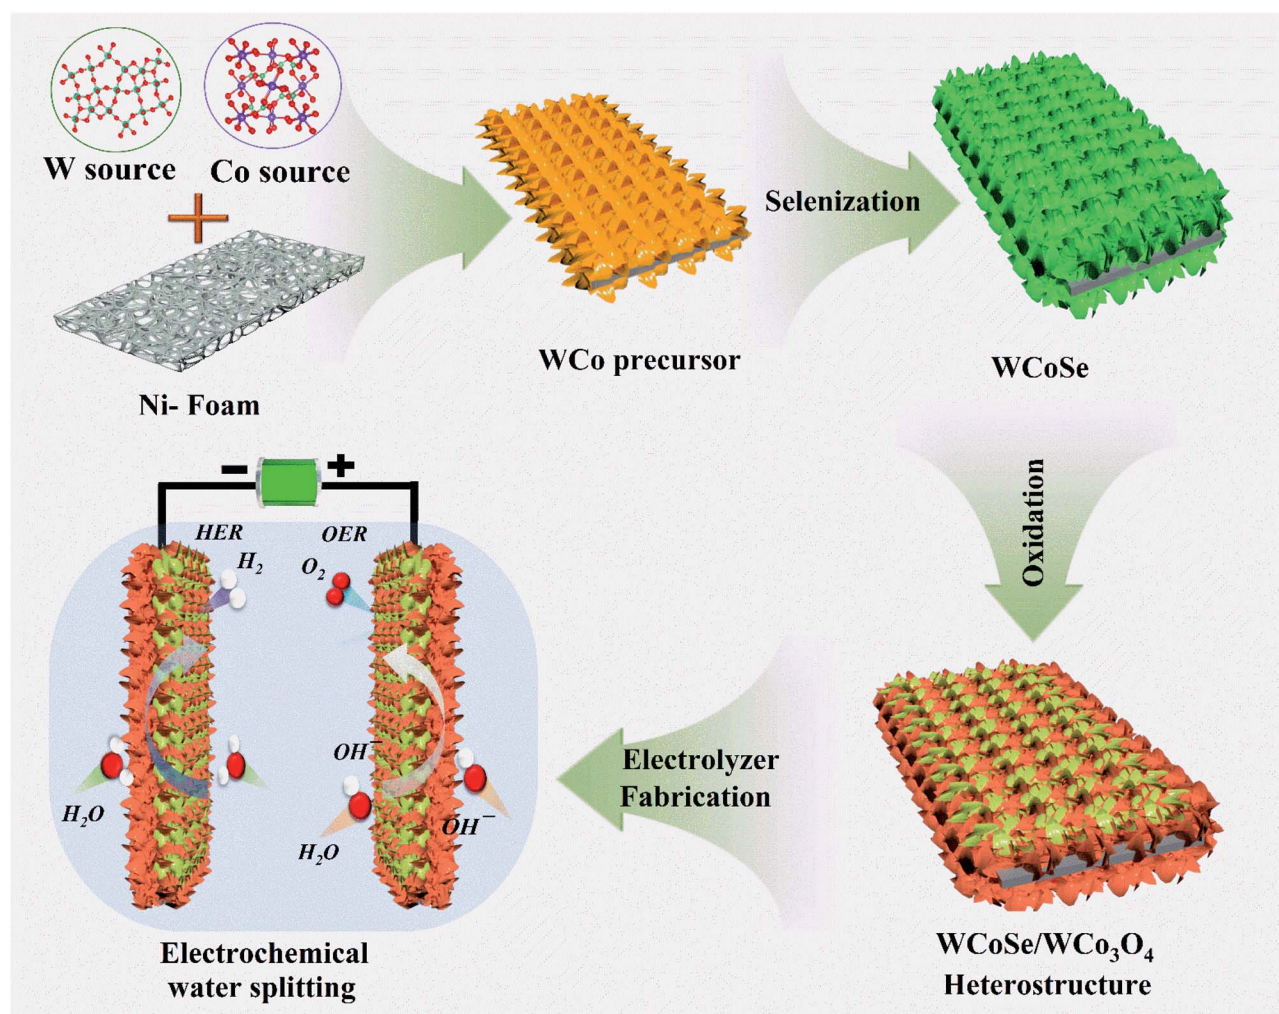 W source
Co source
Ni- Foam
WCo precursor
Selenization
WCoSe
Oxidation
WCoSe/WCo₃O₄
Heterostructure
Electrolyzer
Fabrication
− +
HER
H₂
OER
O₂
H₂O
OH⁻
H₂O
OH⁻
Electrochemical
water splitting